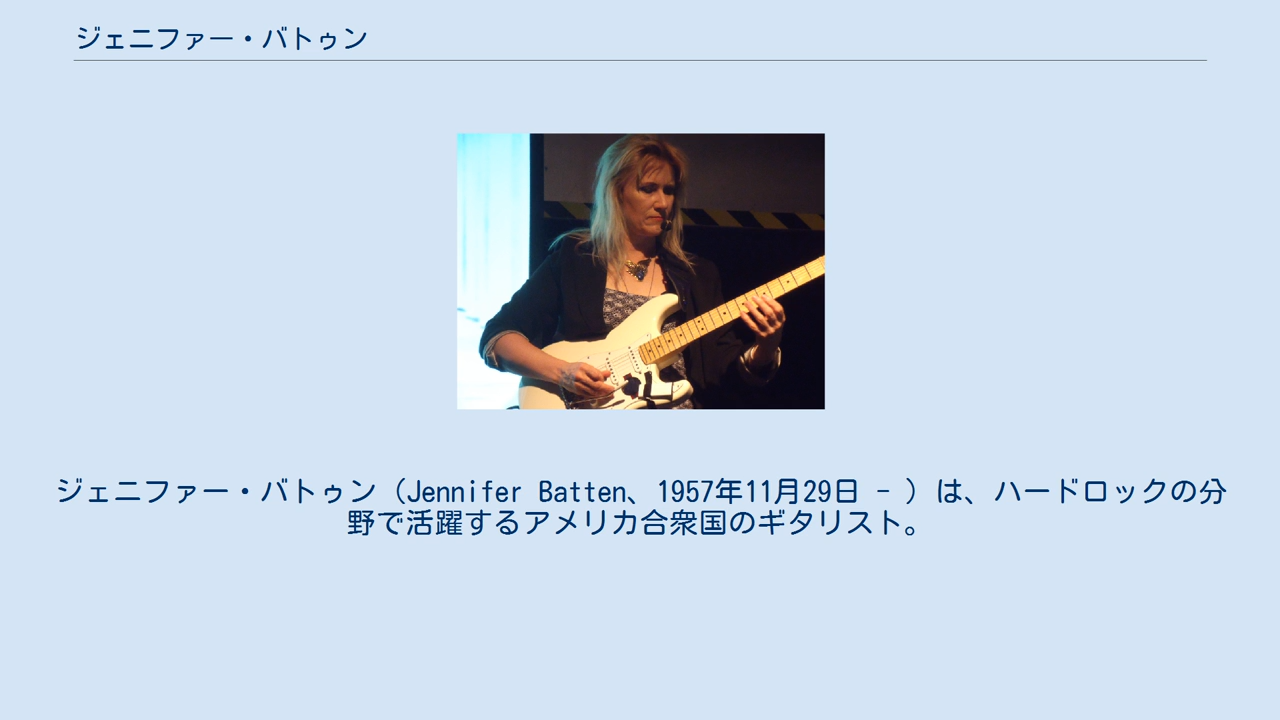 ジェニファー・バトゥン
ジェニファー・バトゥン（Jennifer Batten、1957年11月29日 - ）は、ハードロックの分
野で活躍するアメリカ合衆国のギタリスト。